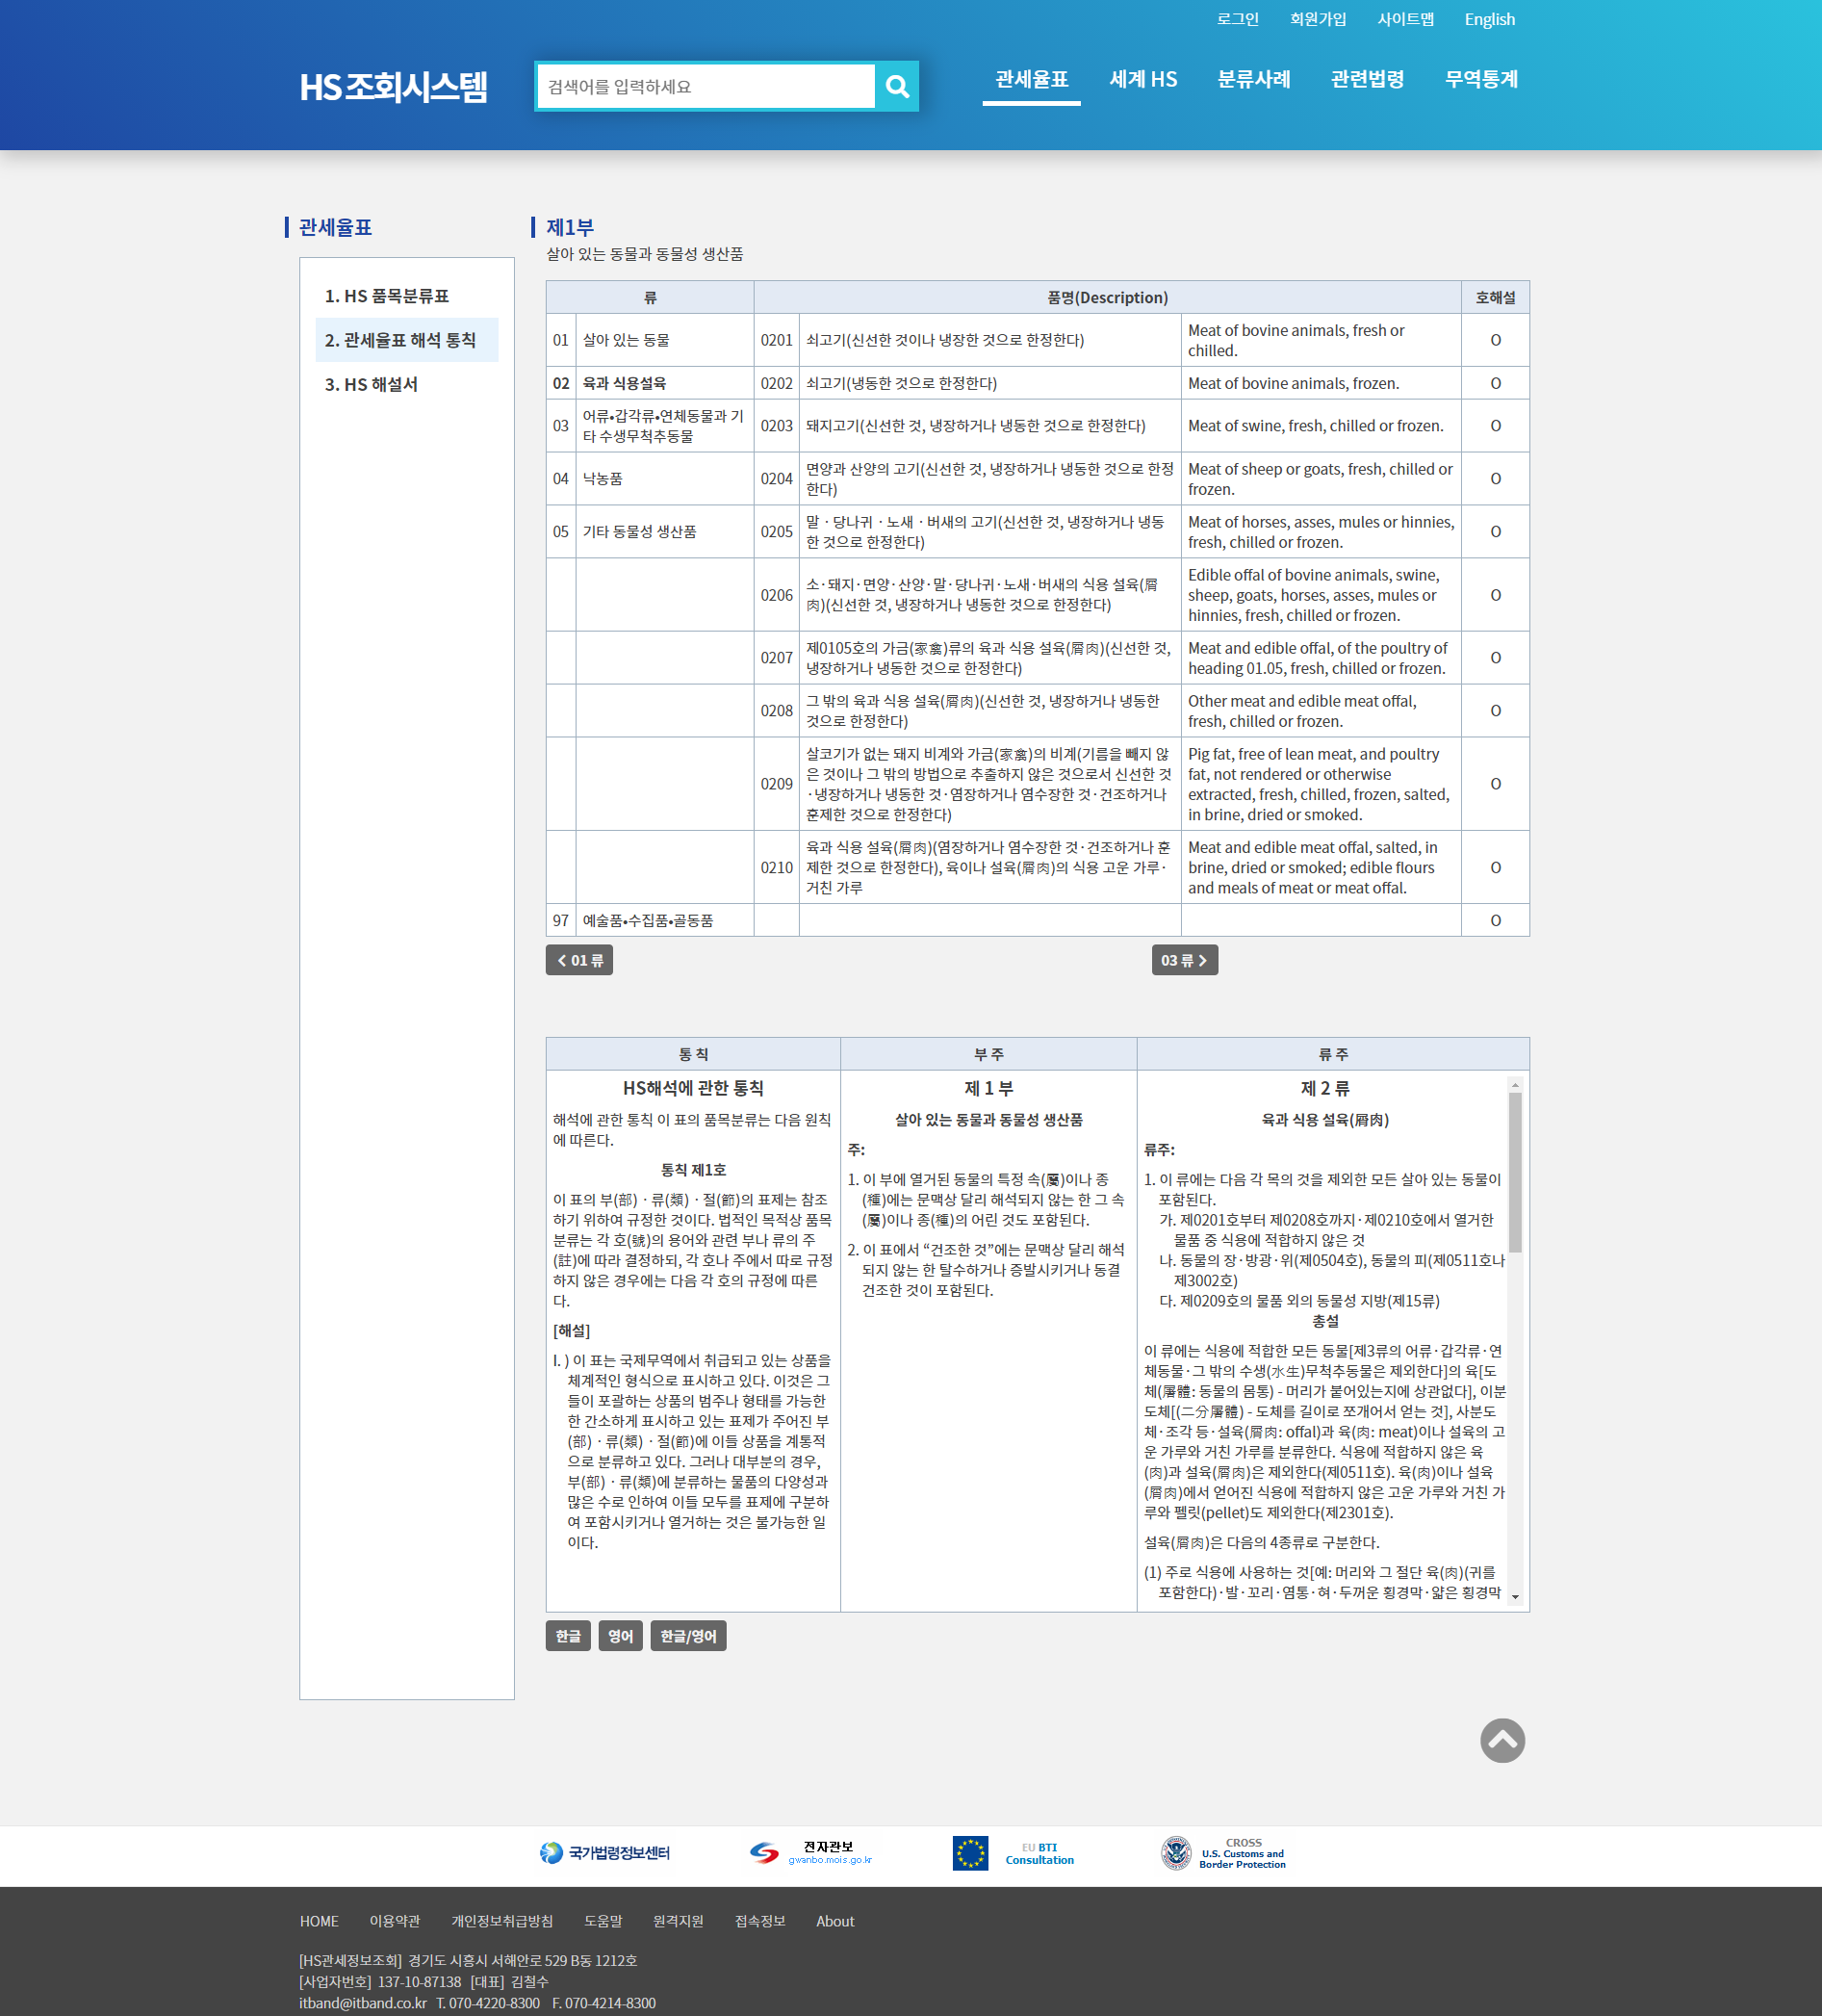 로그인 회원가입 사이트맵 English
HS 조회시스템
검색어를 입력하세요
관세율표 세계 HS 분류사례 관련법령 무역통계
관세율표
1. HS 품목분류표
2. 관세율표 해석 통칙
3. HS 해설서
제1부
살아 있는 동물과 동물성 생산품
류 품명(Description) 호해설
01 살아 있는 동물 0201 쇠고기(신선한 것이나 냉장한 것으로 한정한다) Meat of bovine animals, fresh or
chilled. O
02 육과 식용설육 0202 쇠고기(냉동한 것으로 한정한다) Meat of bovine animals, frozen. O
03 어류•갑각류•연체동물과 기
타 수생무척추동물 0203 돼지고기(신선한 것, 냉장하거나 냉동한 것으로 한정한다) Meat of swine, fresh, chilled or frozen. O
04 낙농품 0204 면양과 산양의 고기(신선한 것, 냉장하거나 냉동한 것으로 한정
한다) Meat of sheep or goats, fresh, chilled or
frozen. O
05 기타 동물성 생산품 0205 말ㆍ당나귀ㆍ노새ㆍ버새의 고기(신선한 것, 냉장하거나 냉동
한 것으로 한정한다) Meat of horses, asses, mules or hinnies,
fresh, chilled or frozen. O
0206 소·돼지·면양·산양·말·당나귀·노새·버새의 식용 설육(屑
肉)(신선한 것, 냉장하거나 냉동한 것으로 한정한다) Edible offal of bovine animals, swine,
sheep, goats, horses, asses, mules or
hinnies, fresh, chilled or frozen. O
0207 제0105호의 가금(家禽)류의 육과 식용 설육(屑肉)(신선한 것,
냉장하거나 냉동한 것으로 한정한다) Meat and edible offal, of the poultry of
heading 01.05, fresh, chilled or frozen. O
0208 그 밖의 육과 식용 설육(屑肉)(신선한 것, 냉장하거나 냉동한
것으로 한정한다) Other meat and edible meat offal,
fresh, chilled or frozen. O
0209 살코기가 없는 돼지 비계와 가금(家禽)의 비계(기름을 빼지 않
은 것이나 그 밖의 방법으로 추출하지 않은 것으로서 신선한 것
·냉장하거나 냉동한 것·염장하거나 염수장한 것·건조하거나
훈제한 것으로 한정한다) Pig fat, free of lean meat, and poultry
fat, not rendered or otherwise
extracted, fresh, chilled, frozen, salted,
in brine, dried or smoked. O
0210 육과 식용 설육(屑肉)(염장하거나 염수장한 것·건조하거나 훈
제한 것으로 한정한다), 육이나 설육(屑肉)의 식용 고운 가루·
거친 가루 Meat and edible meat offal, salted, in
brine, dried or smoked; edible flours
and meals of meat or meat offal. O
97 예술품•수집품•골동품 O
01 류 03 류
통 칙 부 주 류 주
HS해석에 관한 통칙
해석에 관한 통칙 이 표의 품목분류는 다음 원칙
에 따른다.
통칙 제1호
이 표의 부(部)ㆍ류(類)ㆍ절(節)의 표제는 참조
하기 위하여 규정한 것이다. 법적인 목적상 품목
분류는 각 호(號)의 용어와 관련 부나 류의 주
(註)에 따라 결정하되, 각 호나 주에서 따로 규정
하지 않은 경우에는 다음 각 호의 규정에 따른
다.
[해설]
I. ) 이 표는 국제무역에서 취급되고 있는 상품을
체계적인 형식으로 표시하고 있다. 이것은 그
들이 포괄하는 상품의 범주나 형태를 가능한
한 간소하게 표시하고 있는 표제가 주어진 부
(部)ㆍ류(類)ㆍ절(節)에 이들 상품을 계통적
으로 분류하고 있다. 그러나 대부분의 경우,
부(部)ㆍ류(類)에 분류하는 물품의 다양성과
많은 수로 인하여 이들 모두를 표제에 구분하
여 포함시키거나 열거하는 것은 불가능한 일
이다.
제 1 부
살아 있는 동물과 동물성 생산품
주:
1. 이 부에 열거된 동물의 특정 속(屬)이나 종
(種)에는 문맥상 달리 해석되지 않는 한 그 속
(屬)이나 종(種)의 어린 것도 포함된다.
2. 이 표에서 “건조한 것”에는 문맥상 달리 해석
되지 않는 한 탈수하거나 증발시키거나 동결
건조한 것이 포함된다.
제 2 류
육과 식용 설육(屑肉)
류주:
1. 이 류에는 다음 각 목의 것을 제외한 모든 살아 있는 동물이
포함된다.
가. 제0201호부터 제0208호까지·제0210호에서 열거한
물품 중 식용에 적합하지 않은 것
나. 동물의 장·방광·위(제0504호), 동물의 피(제0511호나
제3002호)
다. 제0209호의 물품 외의 동물성 지방(제15류)
총설
이 류에는 식용에 적합한 모든 동물[제3류의 어류·갑각류·연
체동물·그 밖의 수생(水生)무척추동물은 제외한다]의 육[도
체(屠體: 동물의 몸통) - 머리가 붙어있는지에 상관없다], 이분
도체[(二分屠體) - 도체를 길이로 쪼개어서 얻는 것], 사분도
체·조각 등·설육(屑肉: offal)과 육(肉: meat)이나 설육의 고
운 가루와 거친 가루를 분류한다. 식용에 적합하지 않은 육
(肉)과 설육(屑肉)은 제외한다(제0511호). 육(肉)이나 설육
(屑肉)에서 얻어진 식용에 적합하지 않은 고운 가루와 거친 가
루와 펠릿(pellet)도 제외한다(제2301호).
설육(屑肉)은 다음의 4종류로 구분한다.
(1) 주로 식용에 사용하는 것[예: 머리와 그 절단 육(肉)(귀를
포함한다)·발·꼬리·염통·혀·두꺼운 횡경막·얇은 횡경막
한글 영어 한글/영어
국가법령정보센터
전자관보
gwanbo.mois.go.kr
EU BTI
Consultation
CROSS
U.S. Customs and
Border Protection
HOME 이용약관 개인정보취급방침 도움말 원격지원 접속정보 About
[HS관세정보조회] 경기도 시흥시 서해안로 529 B동 1212호
[사업자번호] 137-10-87138 [대표] 김철수
itband@itband.co.kr T. 070-4220-8300 F. 070-4214-8300